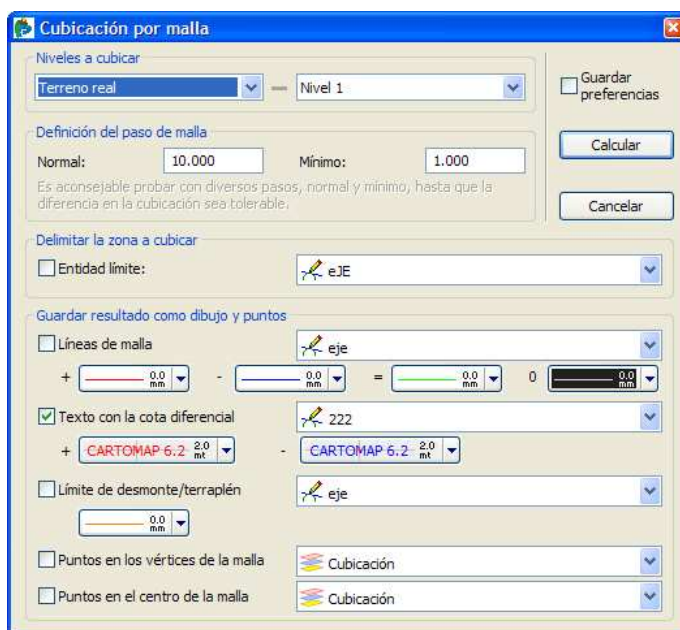 Cubicación por malla
Niveles a cubicar
Terreno real
Nivel 1
Guardar preferencias
Definición del paso de malla
Normal: 10.000 Mínimo: 1.000
Calcular
Es aconsejable probar con diversos pasos, normal y mínimo, hasta que la
diferencia en la cubicación sea tolerable.
Cancelar
Delimitar la zona a cubicar
Entidad límite: eJE
Guardar resultado como dibujo y puntos
Líneas de malla eje
+ 0.0 mm - 0.0 mm = 0.0 mm 0 0.0 mm
Texto con la cota diferencial 222
+ CARTOMAP 6.2 2.0 mt - CARTOMAP 6.2 2.0 mt
Límite de desmonte/terraplén eje
0.0 mm
Puntos en los vértices de la malla Cubicación
Puntos en el centro de la malla Cubicación